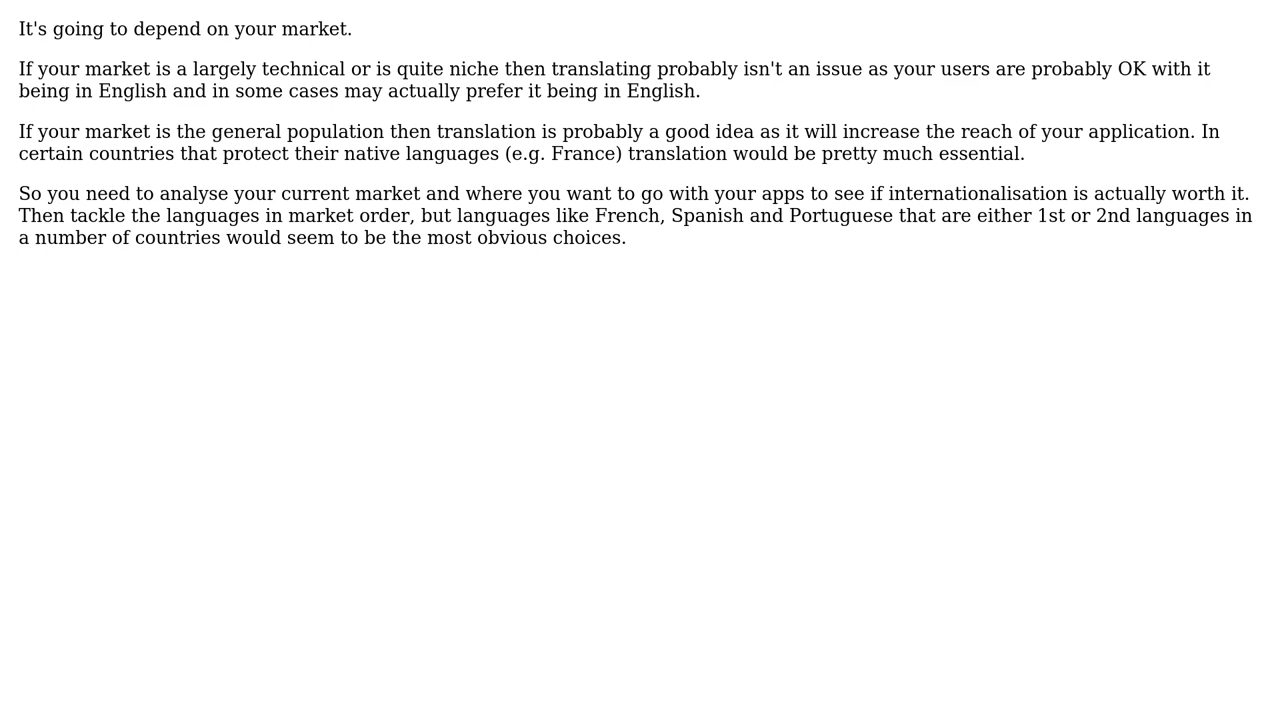 It's going to depend on your market.
If your market is a largely technical or is quite niche then translating probably isn't an issue as your users are probably OK with it
being in English and in some cases may actually prefer it being in English.
If your market is the general population then translation is probably a good idea as it will increase the reach of your application. In
certain countries that protect their native languages (e.g. France) translation would be pretty much essential.
So you need to analyse your current market and where you want to go with your apps to see if internationalisation is actually worth it.
Then tackle the languages in market order, but languages like French, Spanish and Portuguese that are either 1st or 2nd languages in
a number of countries would seem to be the most obvious choices.